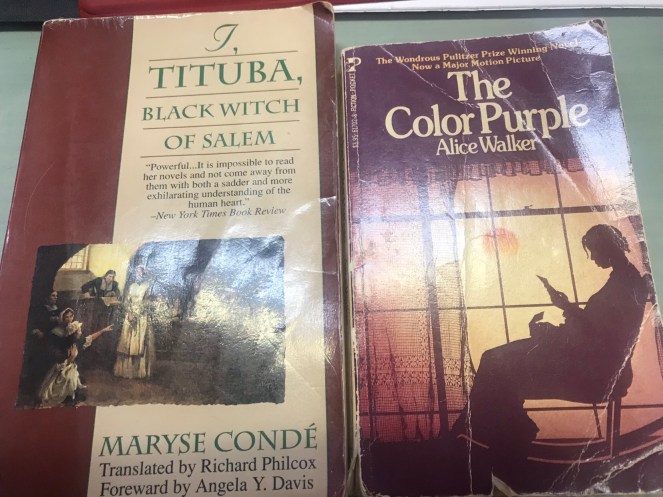 I,
TITUBA,
BLACK WITCH
OF SALEM
"Powerful...It is impossible to read
her novels and not come away from
them with both a sadder and more
exhilarating understanding of the
human heart."
—New York Times Book Review
MARYSE CONDÉ
Translated by Richard Philcox
Foreword by Angela Y. Davis
The Wondrous Pulitzer Prize Winning Novel
Now a Major Motion Picture
The
Color Purple
Alice Walker